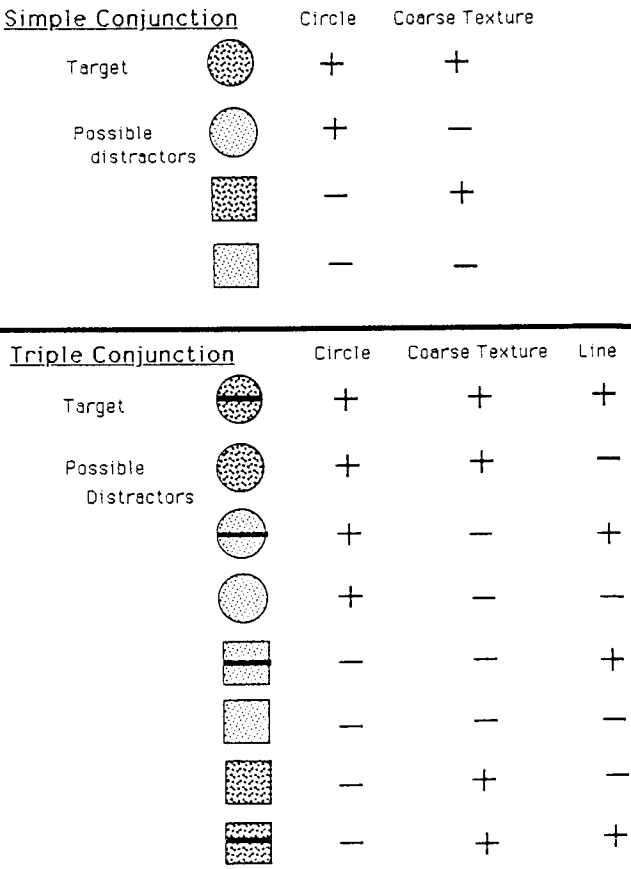 Simple Conjunction Circle Coarse Texture
Target + +
Possible + −
distractors
− +
− −
Triple Conjunction Circle Coarse Texture Line
Target + + +
Possible + + −
Distractors
+ − +
+ − −
− − +
− − −
− + −
− + +